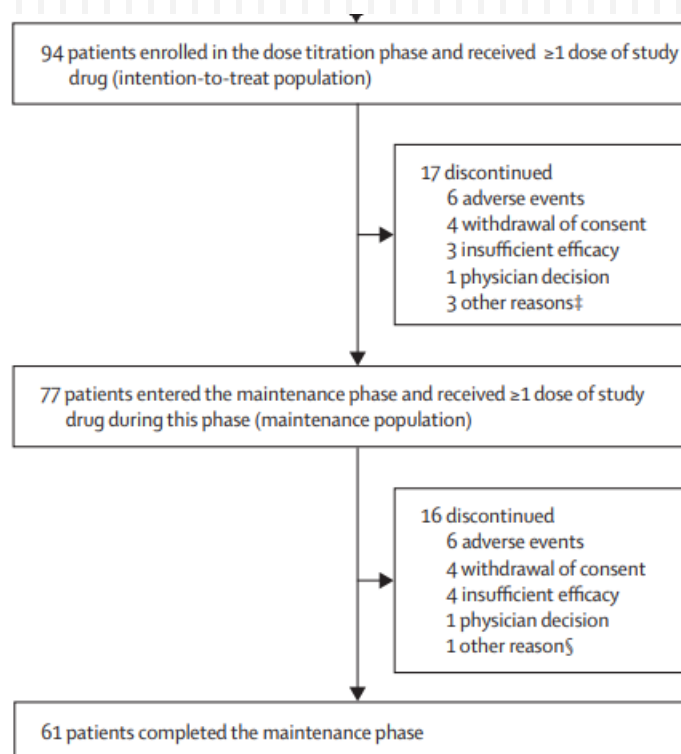 94 patients enrolled in the dose titration phase and received ≥1 dose of study
drug (intention-to-treat population)
17 discontinued
6 adverse events
4 withdrawal of consent
3 insufficient efficacy
1 physician decision
3 other reasons‡
77 patients entered the maintenance phase and received ≥1 dose of study
drug during this phase (maintenance population)
16 discontinued
6 adverse events
4 withdrawal of consent
4 insufficient efficacy
1 physician decision
1 other reason§
61 patients completed the maintenance phase